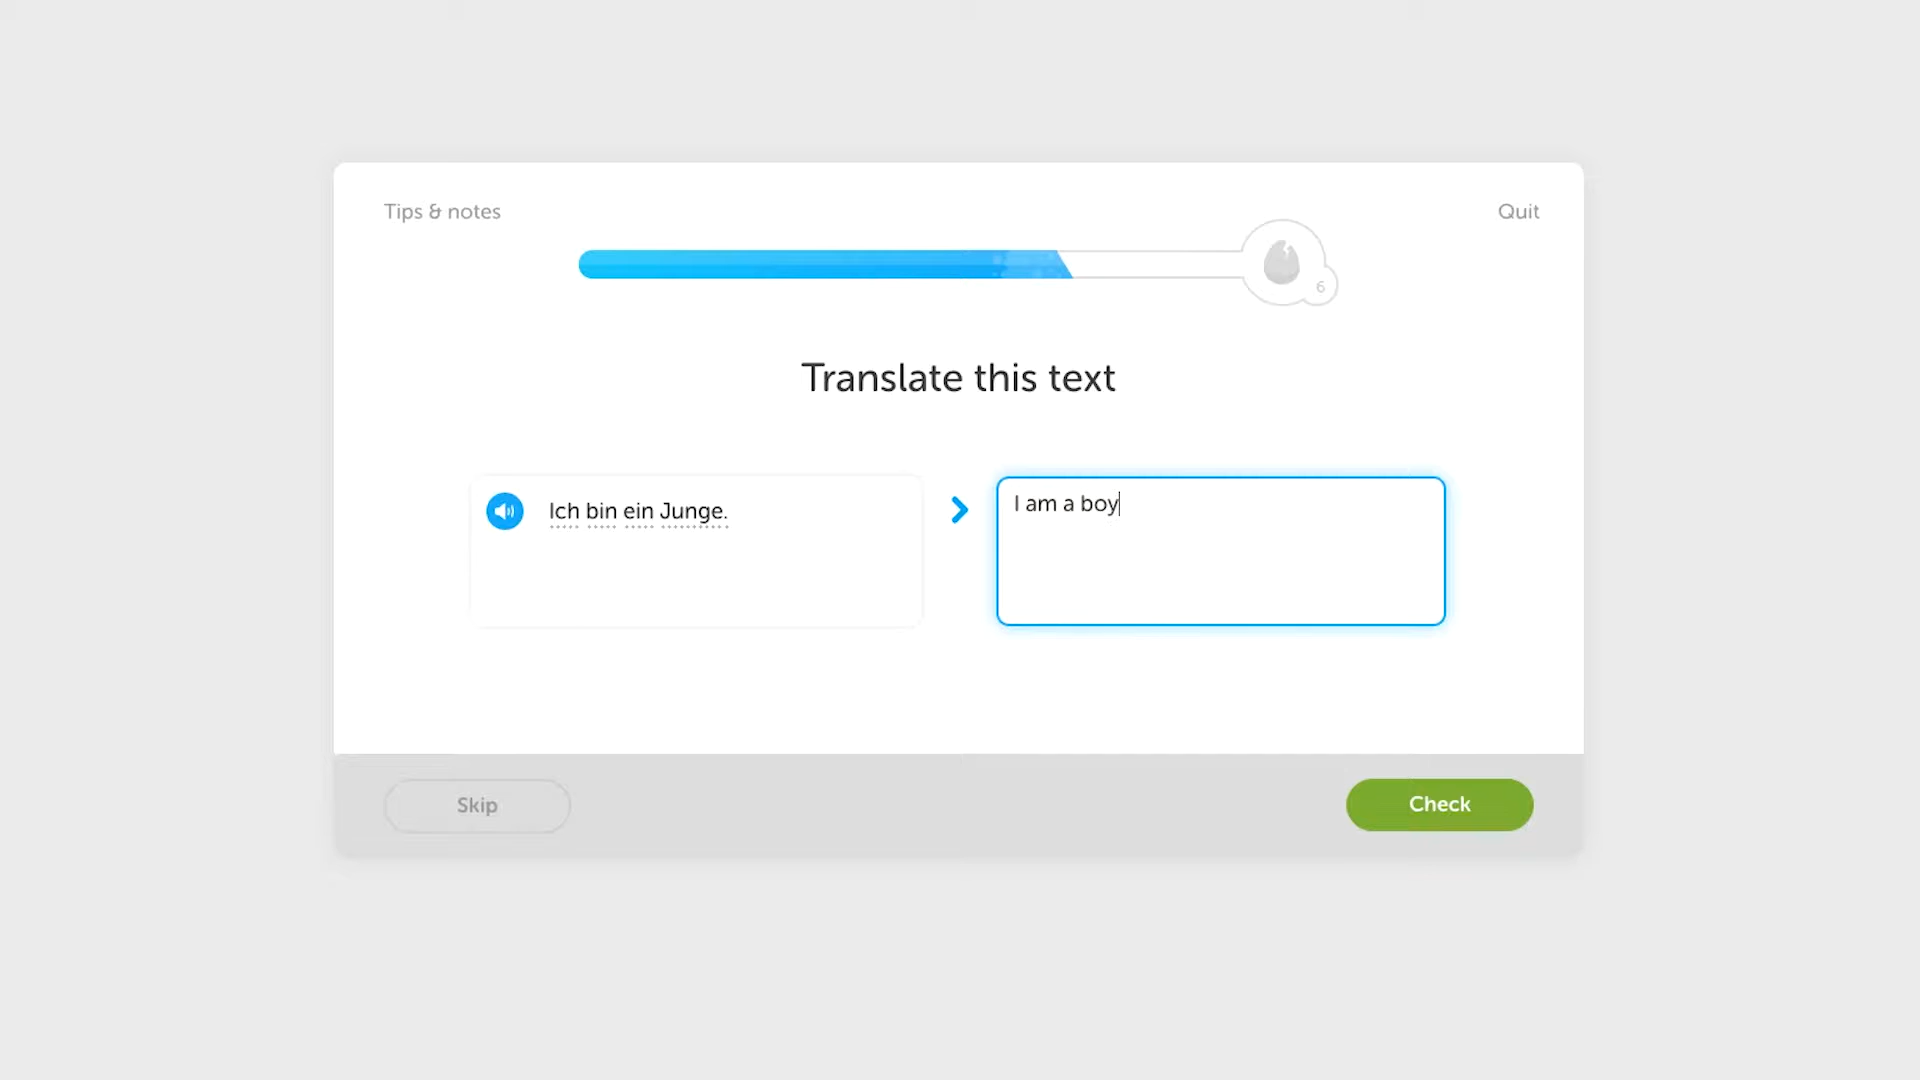 Tips & notes
Quit
6
Translate this text
Ich bin ein Junge.
I am a boy
Skip
Check